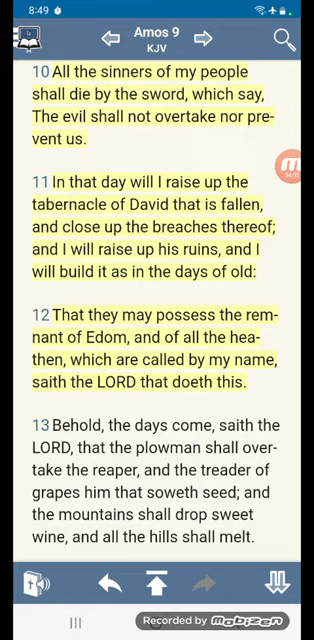 8:49
Amos 9
KJV
10 All the sinners of my people
shall die by the sword, which say,
The evil shall not overtake nor pre-
vent us.
11 In that day will I raise up the
tabernacle of David that is fallen,
and close up the breaches thereof;
and I will raise up his ruins, and I
will build it as in the days of old:
12 That they may possess the rem-
nant of Edom, and of all the hea-
then, which are called by my name,
saith the LORD that doeth this.
13 Behold, the days come, saith the
LORD, that the plowman shall over-
take the reaper, and the treader of
grapes him that soweth seed; and
the mountains shall drop sweet
wine, and all the hills shall melt.
Recorded by mobizen